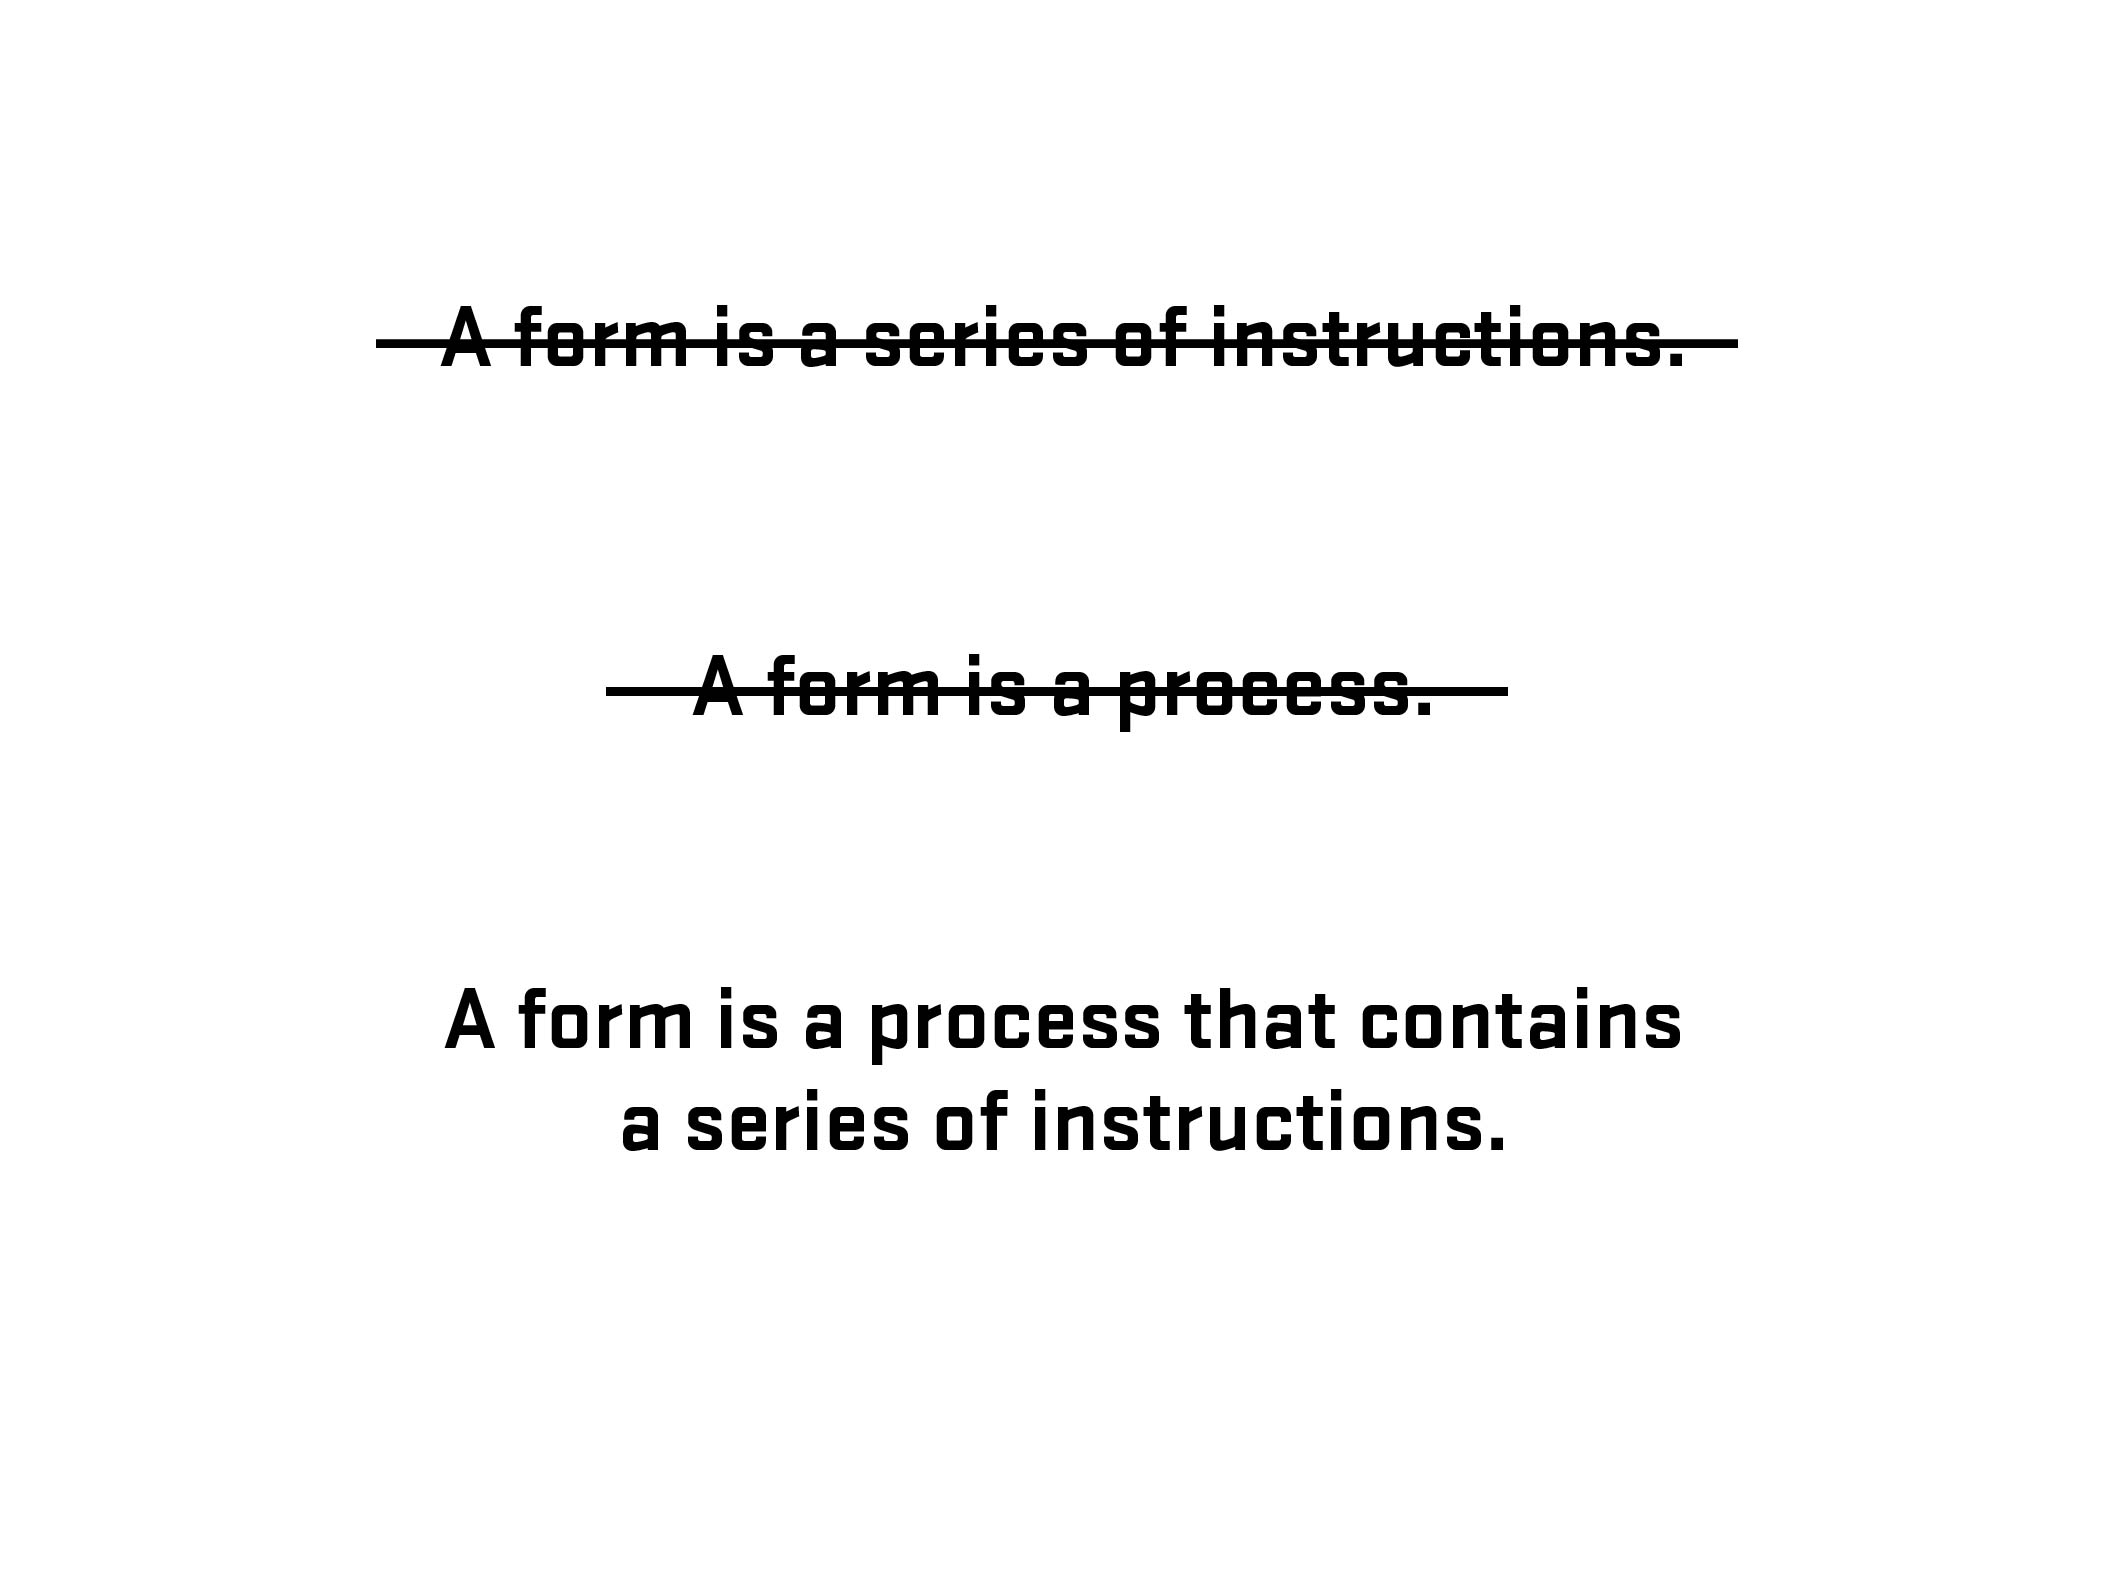 A form is a series of instructions.
A form is a process.
A form is a process that contains
a series of instructions.